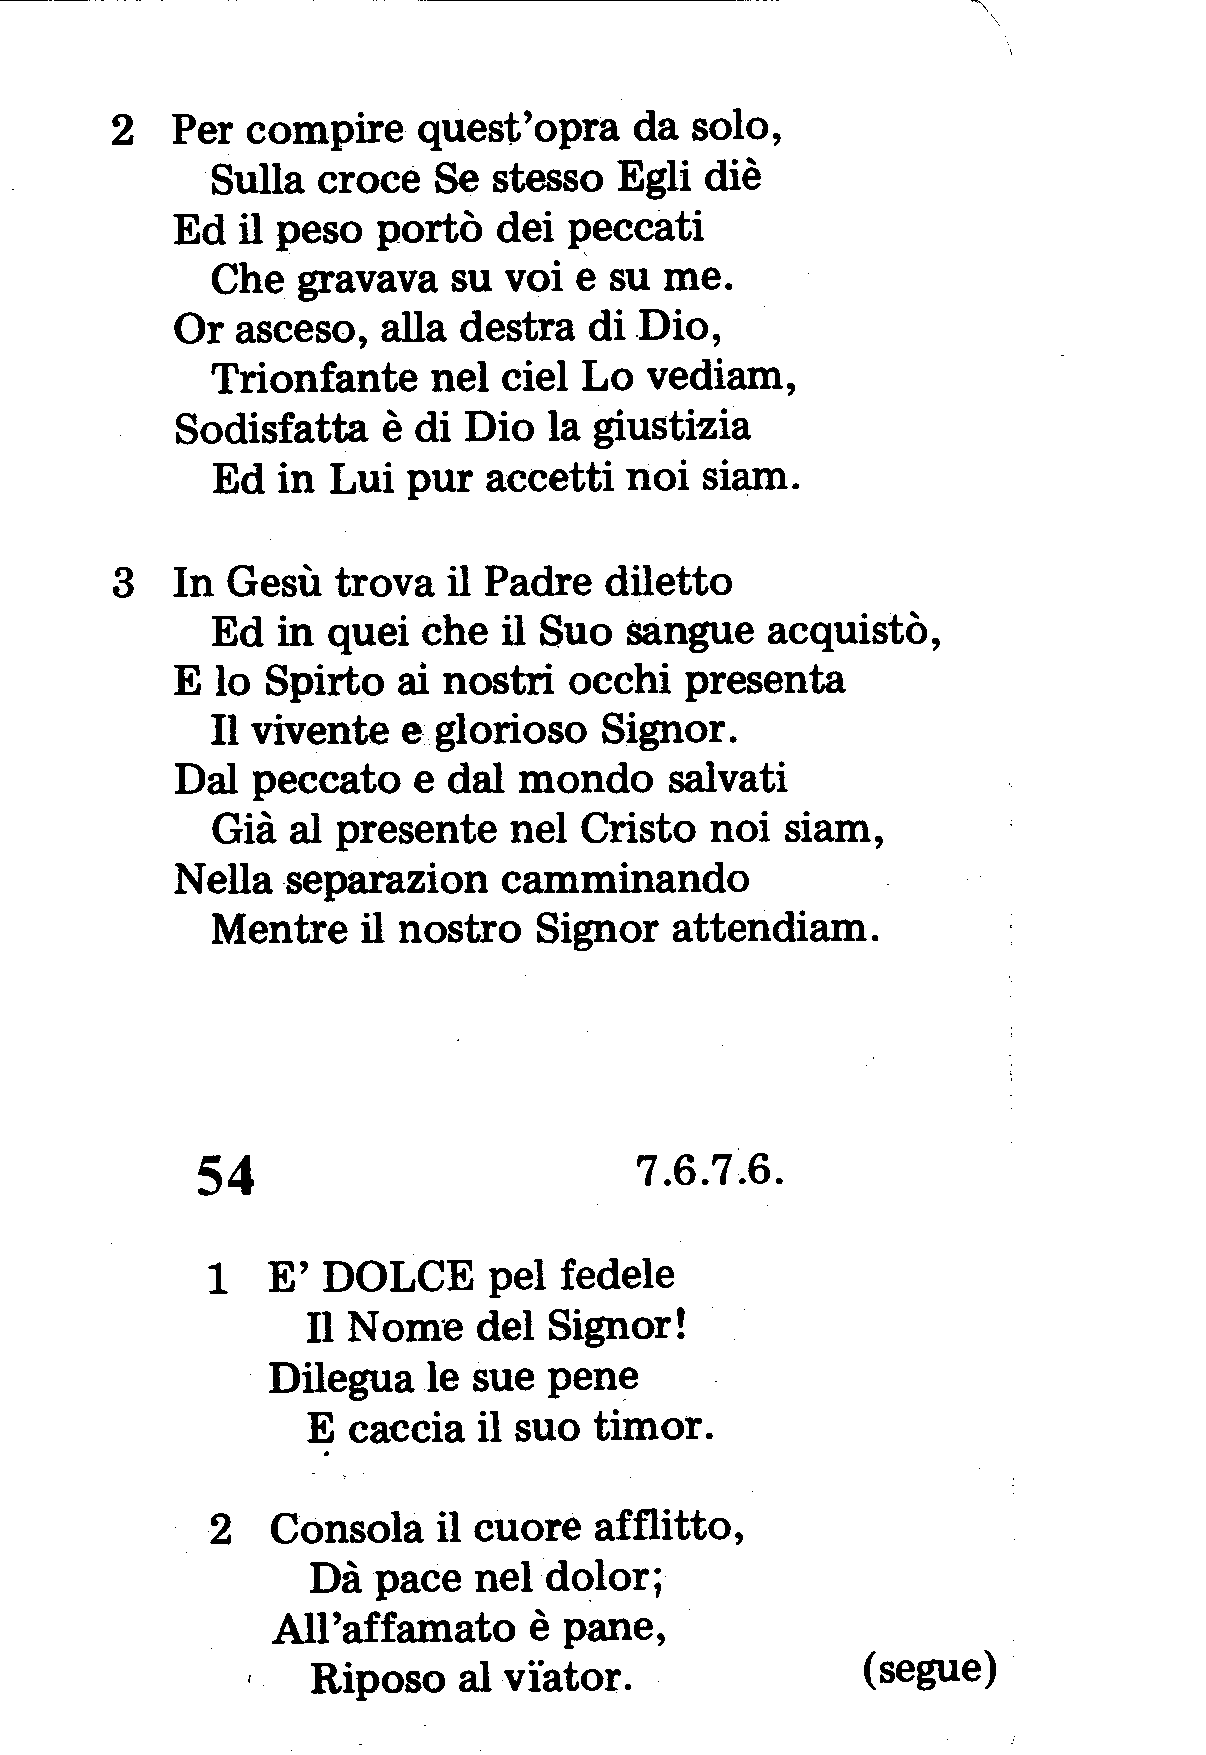 2 Per compire quest'opra da solo,
Sulla croce Se stesso Egli diè
Ed il peso portò dei peccati
Che gravava su voi e su me.
Or asceso, alla destra di Dio,
Trionfante nel ciel Lo vediam,
Sodisfatta è di Dio la giustizia
Ed in Lui pur accetti noi siam.
3 In Gesù trova il Padre diletto
Ed in quei che il Suo sangue acquistò,
E lo Spirto ai nostri occhi presenta
Il vivente e glorioso Signor.
Dal peccato e dal mondo salvati
Già al presente nel Cristo noi siam,
Nella separazion camminando
Mentre il nostro Signor attendiam.
54 7.6.7.6.
1 E' DOLCE pel fedele
Il Nome del Signor!
Dilegua le sue pene
E caccia il suo timor.
2 Consola il cuore afflitto,
Dà pace nel dolor;
All'affamato è pane,
Riposo al vïator.
(segue)